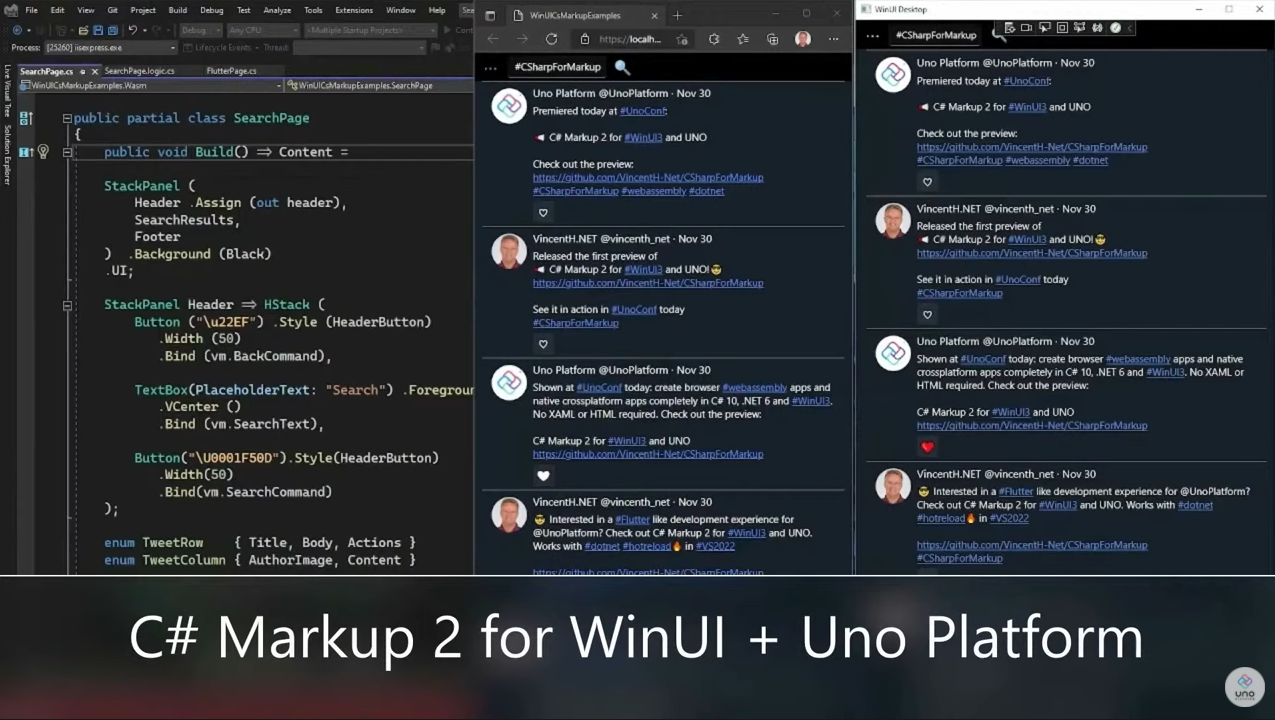 File Edit View Git Project Build Debug Test Analyze Tools Extensions Window Help
Debug Any CPU Multiple Startup Projects
Process: [25260] iisexpress.exe Lifecycle Events Thread:
SearchPage.cs SearchPage.logic.cs FlutterPage.cs
WinUICsMarkupExamples.Wasm WinUICsMarkupExamples.SearchPage
Live Visual Tree
Solution Explorer
public partial class SearchPage
{
public void Build() => Content =
StackPanel (
Header .Assign (out header),
SearchResults,
Footer
) .Background (Black)
.UI;
StackPanel Header => HStack (
Button ("\u22EF") .Style (HeaderButton)
.Width (50)
.Bind (vm.BackCommand),
TextBox(PlaceholderText: "Search") .Foregroun
.VCenter ()
.Bind (vm.SearchText),
Button("\U0001F50D").Style(HeaderButton)
.Width(50)
.Bind(vm.SearchCommand)
);
enum TweetRow { Title, Body, Actions }
enum TweetColumn { AuthorImage, Content }
WinUICsMarkupExamples
https://localh...
... #CSharpForMarkup 🔍
Uno Platform @UnoPlatform · Nov 30
Premiered today at #UnoConf:
C# Markup 2 for #WinUI3 and UNO
Check out the preview:
https://github.com/VincentH-Net/CSharpForMarkup
#CSharpForMarkup #webassembly #dotnet
VincentH.NET @vincenth_net · Nov 30
Released the first preview of
C# Markup 2 for #WinUI3 and UNO!😎
https://github.com/VincentH-Net/CSharpForMarkup
See it in action in #UnoConf today
#CSharpForMarkup
Uno Platform @UnoPlatform · Nov 30
Shown at #UnoConf today: create browser #webassembly apps and
native crossplatform apps completely in C# 10, .NET 6 and #WinUI3.
No XAML or HTML required. Check out the preview:
C# Markup 2 for #WinUI3 and UNO
https://github.com/VincentH-Net/CSharpForMarkup
VincentH.NET @vincenth_net · Nov 30
😎 Interested in a #Flutter like development experience for
@UnoPlatform? Check out C# Markup 2 for #WinUI3 and UNO.
Works with #dotnet #hotreload🔥 in #VS2022
https://github.com/VincentH-Net/CSharpForMarkup
WinUI Desktop
... #CSharpForMarkup
Uno Platform @UnoPlatform · Nov 30
Premiered today at #UnoConf:
C# Markup 2 for #WinUI3 and UNO
Check out the preview:
https://github.com/VincentH-Net/CSharpForMarkup
#CSharpForMarkup #webassembly #dotnet
VincentH.NET @vincenth_net · Nov 30
Released the first preview of
C# Markup 2 for #WinUI3 and UNO!😎
https://github.com/VincentH-Net/CSharpForMarkup
See it in action in #UnoConf today
#CSharpForMarkup
Uno Platform @UnoPlatform · Nov 30
Shown at #UnoConf today: create browser #webassembly apps and native
crossplatform apps completely in C# 10, .NET 6 and #WinUI3. No XAML or
HTML required. Check out the preview:
C# Markup 2 for #WinUI3 and UNO
https://github.com/VincentH-Net/CSharpForMarkup
VincentH.NET @vincenth_net · Nov 30
😎 Interested in a #Flutter like development experience for @UnoPlatform?
Check out C# Markup 2 for #WinUI3 and UNO. Works with #dotnet
#hotreload🔥 in #VS2022
https://github.com/VincentH-Net/CSharpForMarkup
#CSharpForMarkup
C# Markup 2 for WinUI + Uno Platform
uno